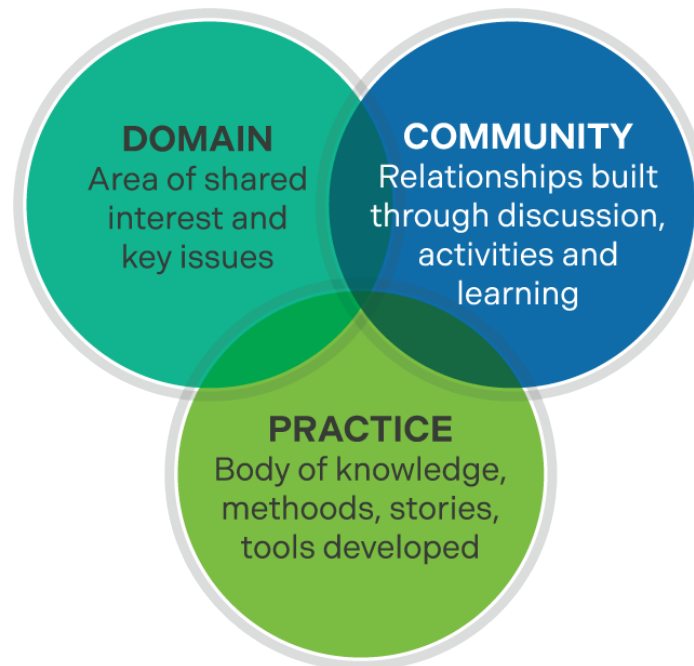 DOMAIN
Area of shared
interest and
key issues
COMMUNITY
Relationships built
through discussion,
activities and
learning
PRACTICE
Body of knowledge,
methoods, stories,
tools developed